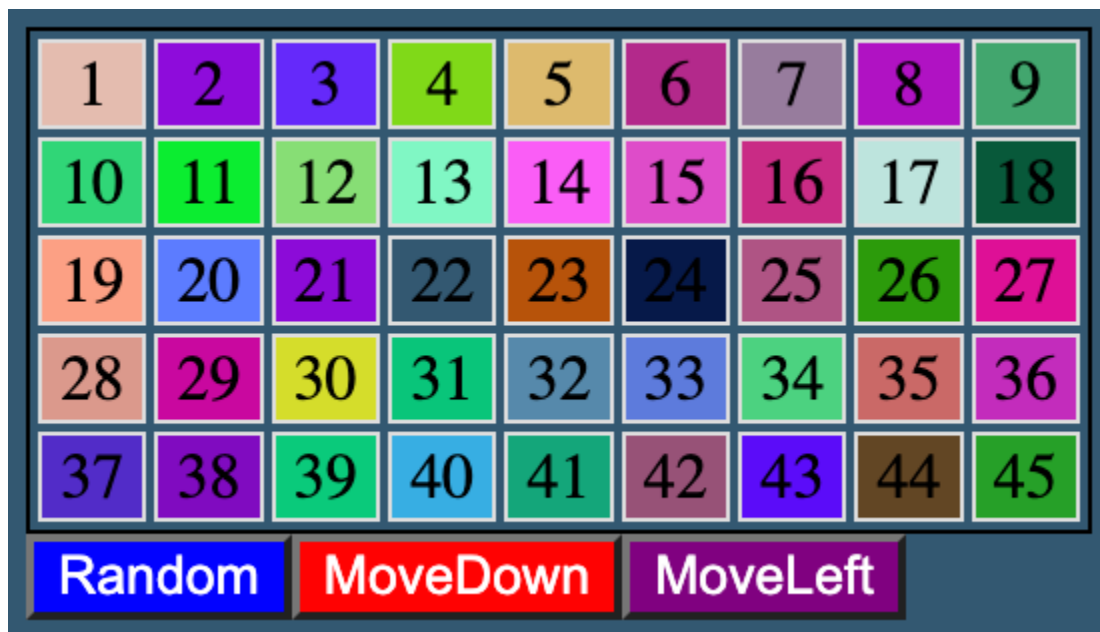 1 2 3 4 5 6 7 8 9
10 11 12 13 14 15 16 17 18
19 20 21 22 23 24 25 26 27
28 29 30 31 32 33 34 35 36
37 38 39 40 41 42 43 44 45
Random MoveDown MoveLeft